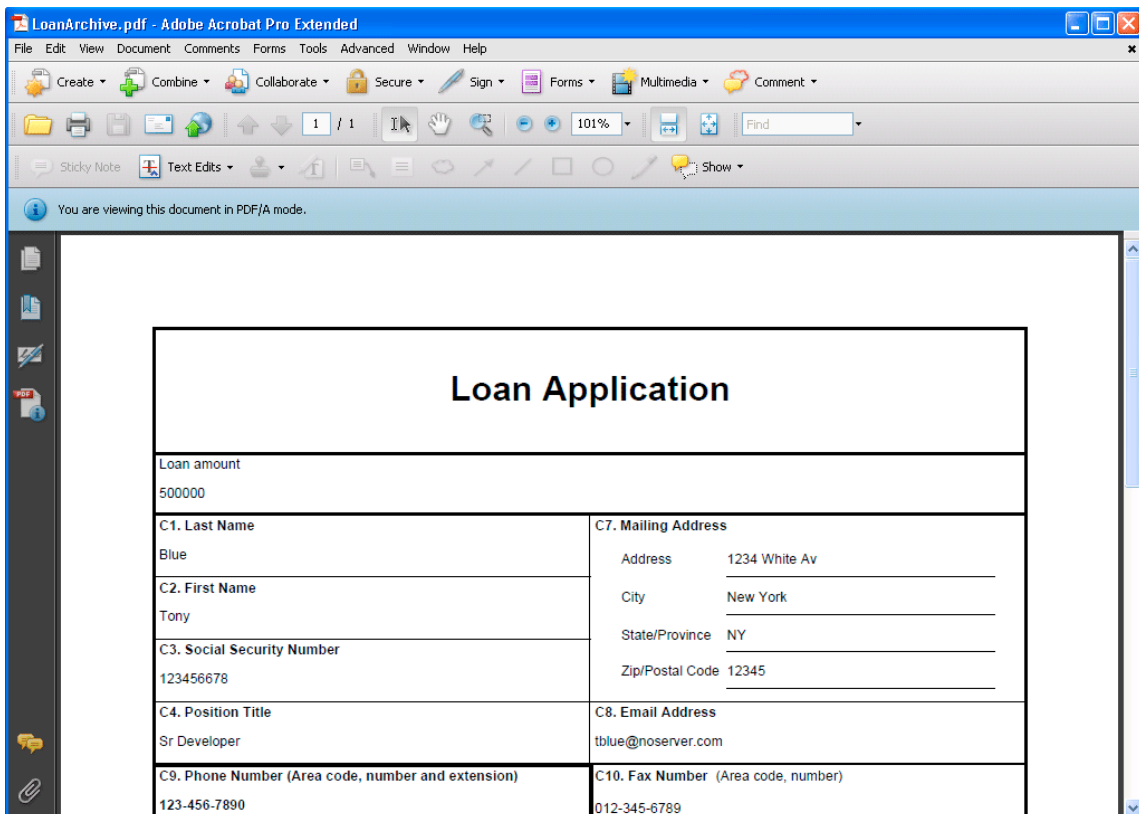 LoanArchive.pdf - Adobe Acrobat Pro Extended
File Edit View Document Comments Forms Tools Advanced Window Help
Create Combine Collaborate Secure Sign Forms Multimedia Comment
1 / 1 101% Find
Sticky Note Text Edits Show
You are viewing this document in PDF/A mode.
Loan Application
Loan amount
500000
C1. Last Name
Blue
C2. First Name
Tony
C3. Social Security Number
123456678
C4. Position Title
Sr Developer
C7. Mailing Address
Address 1234 White Av
City New York
State/Province NY
Zip/Postal Code 12345
C8. Email Address
tblue@noserver.com
C9. Phone Number (Area code, number and extension)
123-456-7890
C10. Fax Number (Area code, number)
012-345-6789